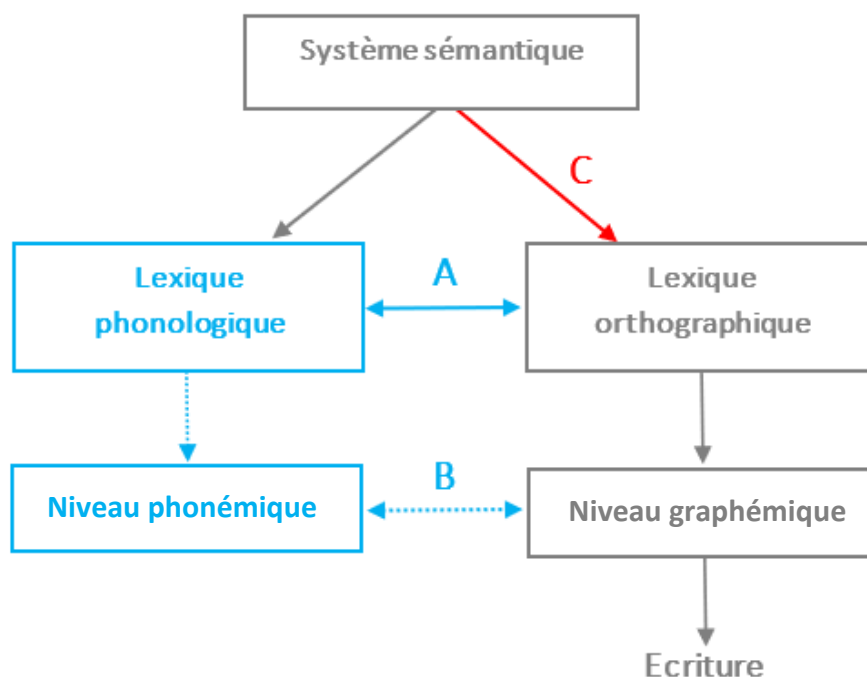 Système sémantique
C
Lexique
phonologique
A
Lexique
orthographique
Niveau phonémique
B
Niveau graphémique
Ecriture